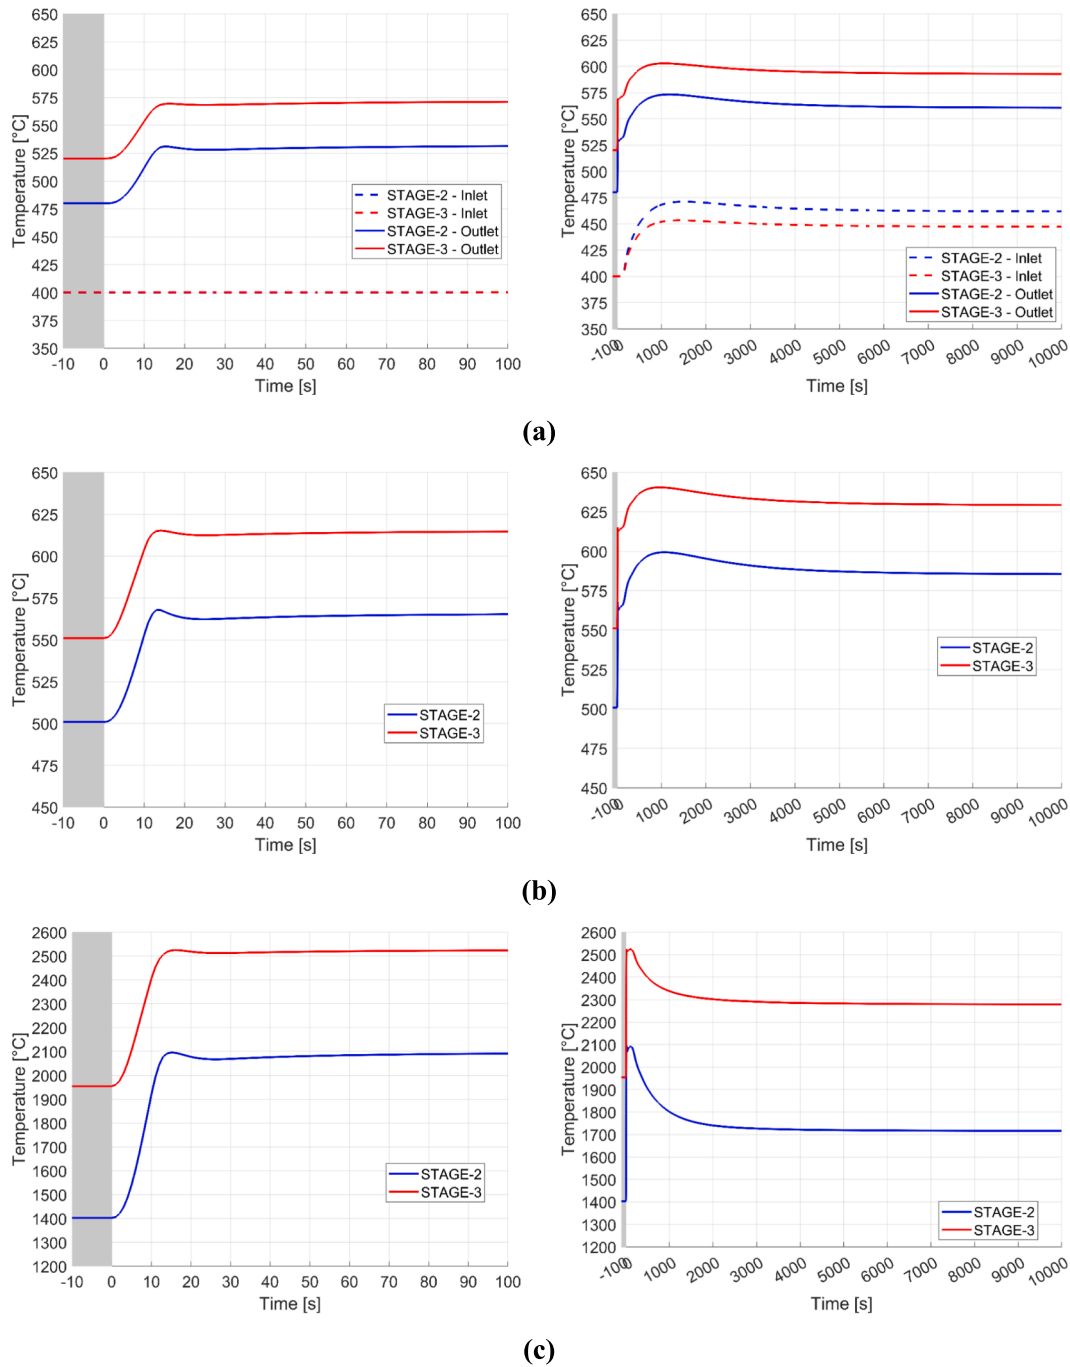 650
625
600
575
550
525
500
475
450
425
400
375
350
Temperature [°C]
-10 0 10 20 30 40 50 60 70 80 90 100
Time [s]
STAGE-2 - Inlet
STAGE-3 - Inlet
STAGE-2 - Outlet
STAGE-3 - Outlet
650
625
600
575
550
525
500
475
450
425
400
375
350
Temperature [°C]
-100 0 1000 2000 3000 4000 5000 6000 7000 8000 9000 10000
Time [s]
STAGE-2 - Inlet
STAGE-3 - Inlet
STAGE-2 - Outlet
STAGE-3 - Outlet
(a)
650
625
600
575
550
525
500
475
450
Temperature [°C]
-10 0 10 20 30 40 50 60 70 80 90 100
Time [s]
STAGE-2
STAGE-3
650
625
600
575
550
525
500
475
450
Temperature [°C]
-100 0 1000 2000 3000 4000 5000 6000 7000 8000 9000 10000
Time [s]
STAGE-2
STAGE-3
(b)
2600
2500
2400
2300
2200
2100
2000
1900
1800
1700
1600
1500
1400
1300
1200
Temperature [°C]
-10 0 10 20 30 40 50 60 70 80 90 100
Time [s]
STAGE-2
STAGE-3
2600
2500
2400
2300
2200
2100
2000
1900
1800
1700
1600
1500
1400
1300
1200
Temperature [°C]
-100 0 1000 2000 3000 4000 5000 6000 7000 8000 9000 10000
Time [s]
STAGE-2
STAGE-3
(c)